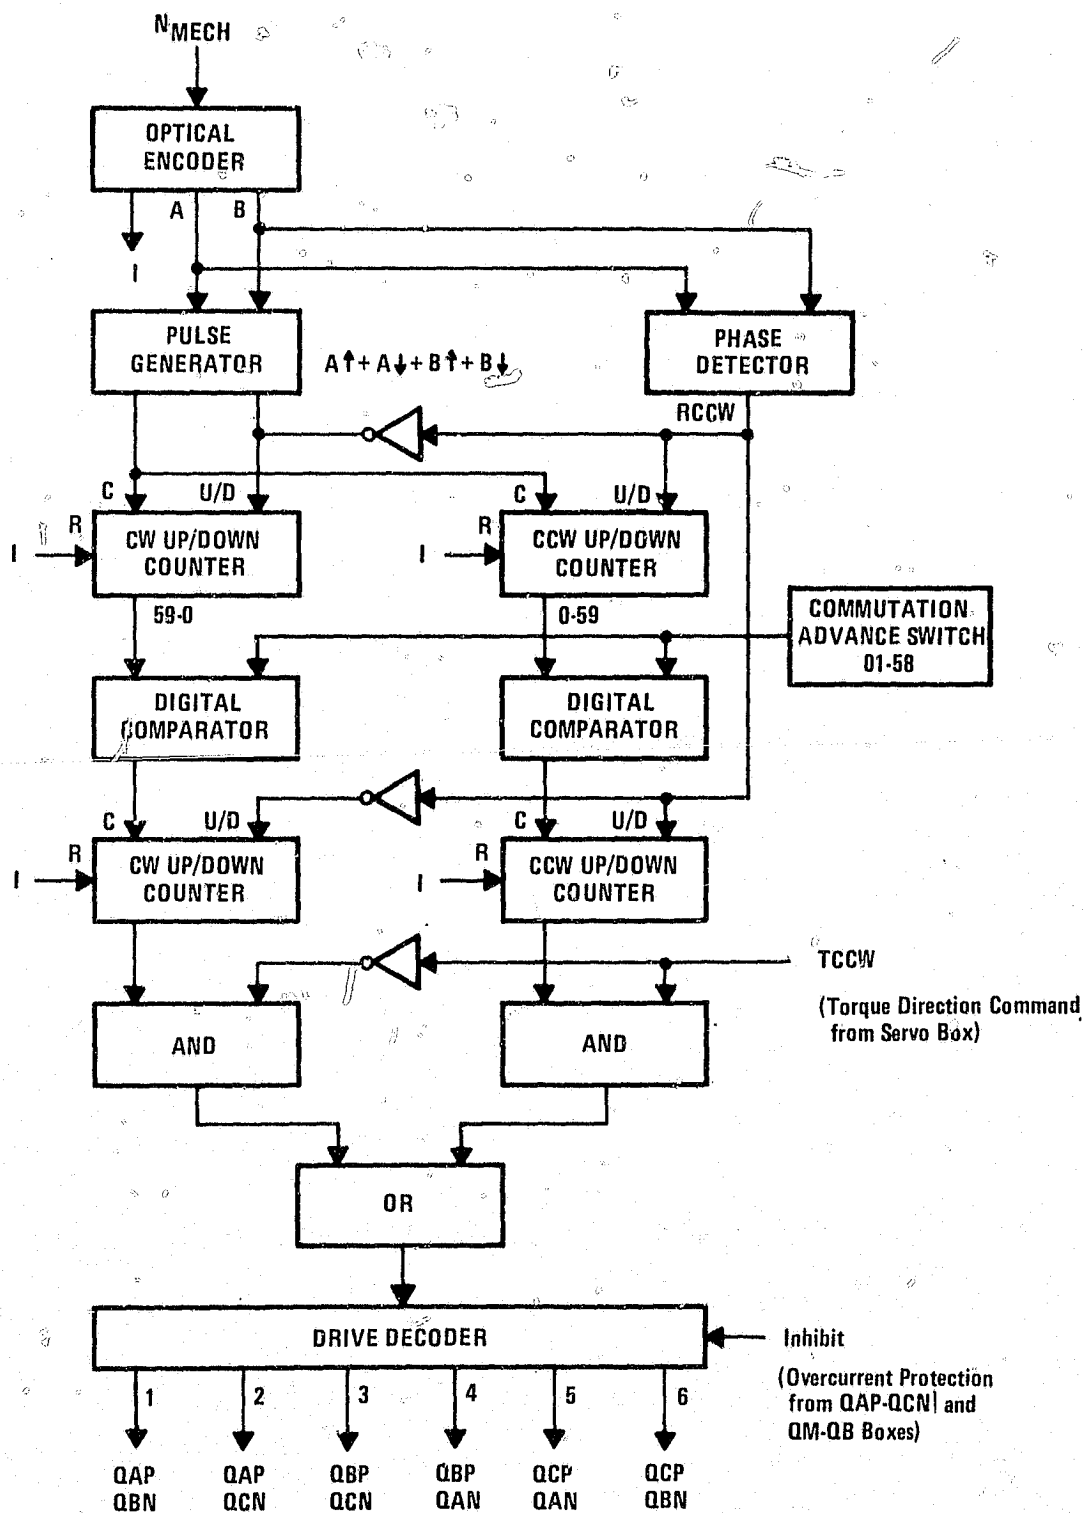 NMECH
OPTICAL
ENCODER
A B
I
PULSE
GENERATOR
A↑+A↓+B↑+B↓
PHASE
DETECTOR
RCCW
C U/D
C U/D
R
CW UP/DOWN
COUNTER
I
R
CCW UP/DOWN
COUNTER
I
59-0
0-59
COMMUTATION
ADVANCE SWITCH
01-58
DIGITAL
COMPARATOR
DIGITAL
COMPARATOR
C U/D
C U/D
R
CW UP/DOWN
COUNTER
I
R
CCW UP/DOWN
COUNTER
I
TCCW
(Torque Direction Command
from Servo Box)
AND
AND
OR
DRIVE DECODER
Inhibit
(Overcurrent Protection
from QAP-QCN and
QM-QB Boxes)
1 2 3 4 5 6
QAP QAP QBP QBP QCP QCP
QBN QCN QCN QAN QAN QBN